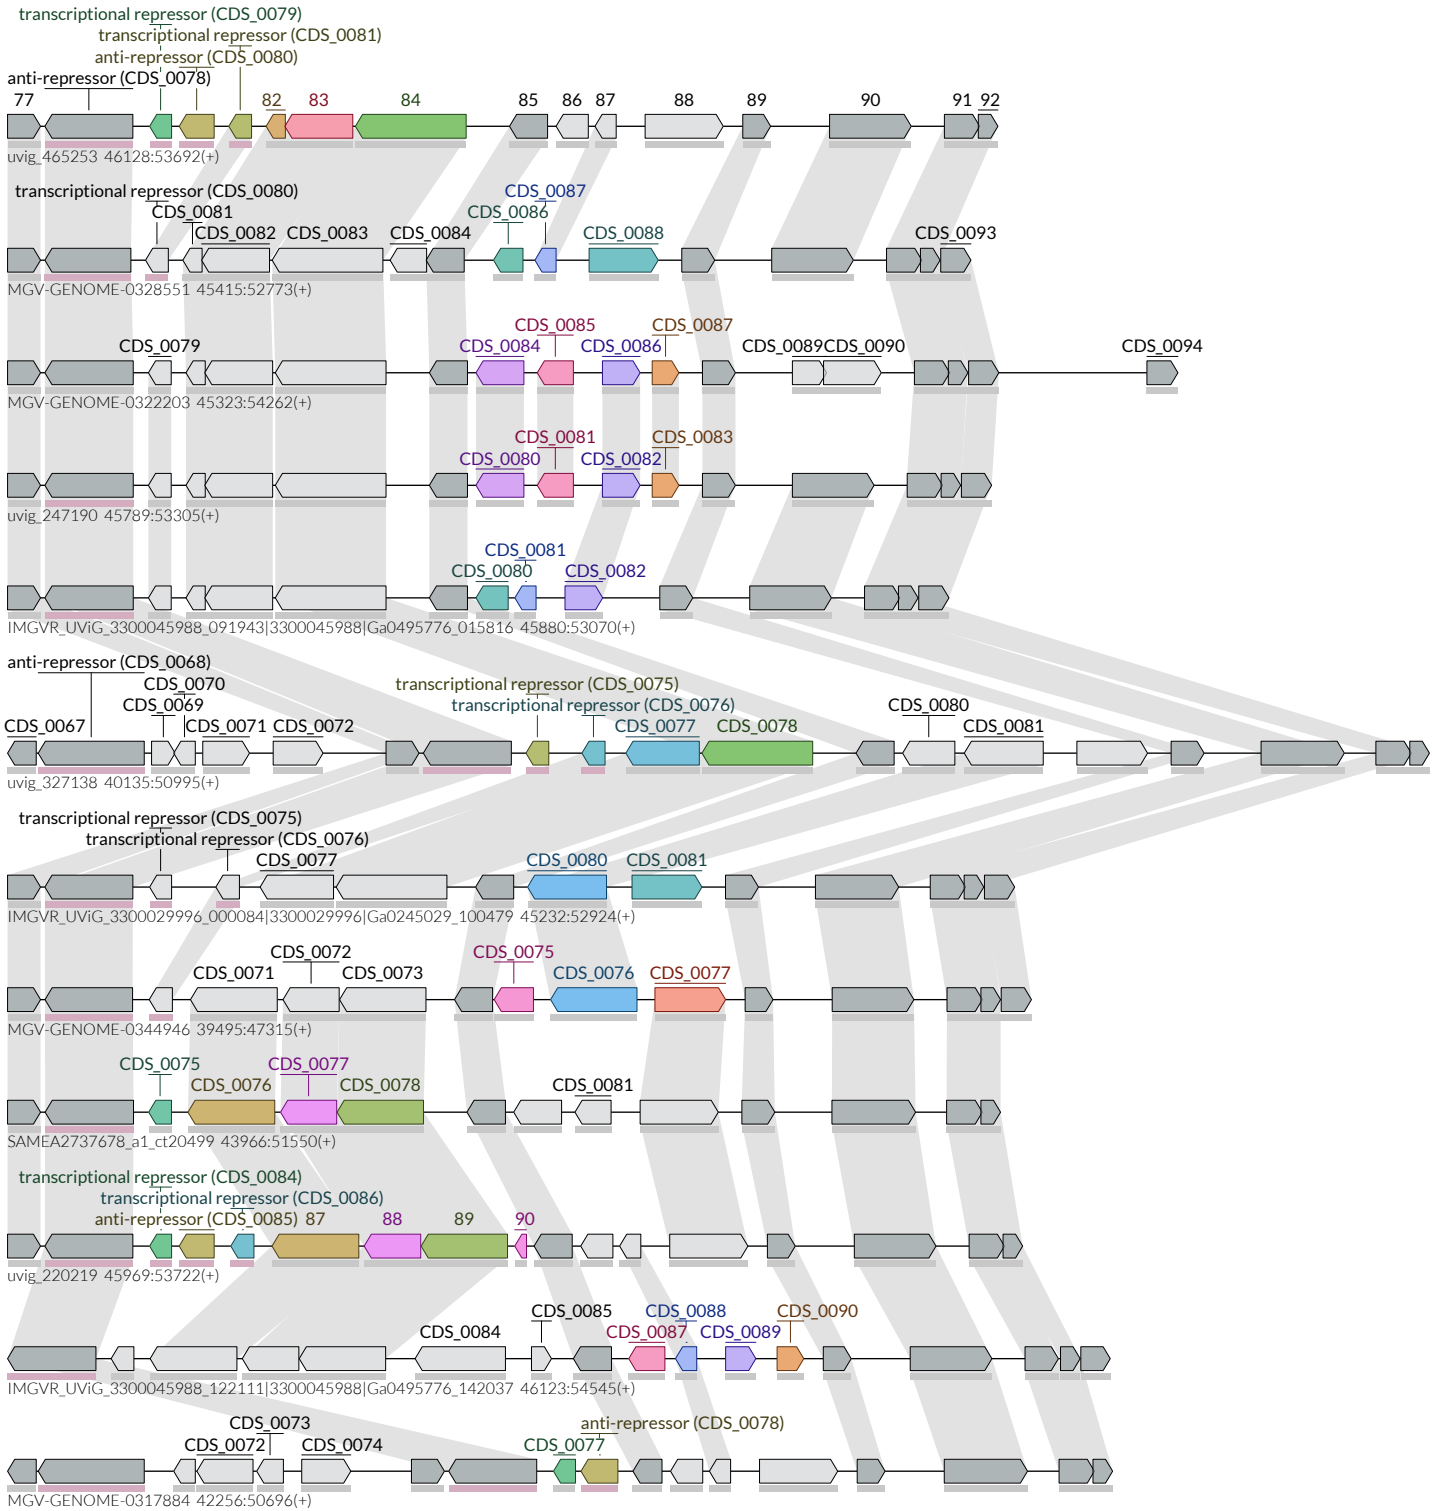 transcriptional repressor (CDS_0079)
transcriptional repressor (CDS_0081)
anti-repressor (CDS_0080)
anti-repressor (CDS_0078)
77 82 83 84 85 86 87 88 89 90 91 92
uvig_465253 46128:53692(+)
transcriptional repressor (CDS_0080) CDS_0087
CDS_0081 CDS_0086
CDS_0082 CDS_0083 CDS_0084 CDS_0088 CDS_0093
MGV-GENOME-0328551 45415:52773(+)
CDS_0085 CDS_0087
CDS_0079 CDS_0084 CDS_0086 CDS_0089 CDS_0090 CDS_0094
MGV-GENOME-0322203 45323:54262(+)
CDS_0081 CDS_0083
CDS_0080 CDS_0082
uvig_247190 45789:53305(+)
CDS_0081
CDS_0080 CDS_0082
IMGVR_UViG_3300045988_091943|3300045988|Ga0495776_015816 45880:53070(+)
anti-repressor (CDS_0068)
CDS_0070 transcriptional repressor (CDS_0075)
CDS_0069 transcriptional repressor (CDS_0076) CDS_0080
CDS_0067 CDS_0071 CDS_0072 CDS_0077 CDS_0078 CDS_0081
uvig_327138 40135:50995(+)
transcriptional repressor (CDS_0075)
transcriptional repressor (CDS_0076)
CDS_0077 CDS_0080 CDS_0081
IMGVR_UViG_3300029996_000084|3300029996|Ga0245029_100479 45232:52924(+)
CDS_0072 CDS_0075
CDS_0071 CDS_0073 CDS_0076 CDS_0077
MGV-GENOME-0344946 39495:47315(+)
CDS_0075 CDS_0077
CDS_0076 CDS_0078 CDS_0081
SAMEA2737678_a1_ct20499 43966:51550(+)
transcriptional repressor (CDS_0084)
transcriptional repressor (CDS_0086)
anti-repressor (CDS_0085) 87 88 89 90
uvig_220219 45969:53722(+)
CDS_0085 CDS_0088 CDS_0090
CDS_0084 CDS_0087 CDS_0089
IMGVR_UViG_3300045988_122111|3300045988|Ga0495776_142037 46123:54545(+)
CDS_0073 anti-repressor (CDS_0078)
CDS_0072 CDS_0074 CDS_0077
MGV-GENOME-0317884 42256:50696(+)